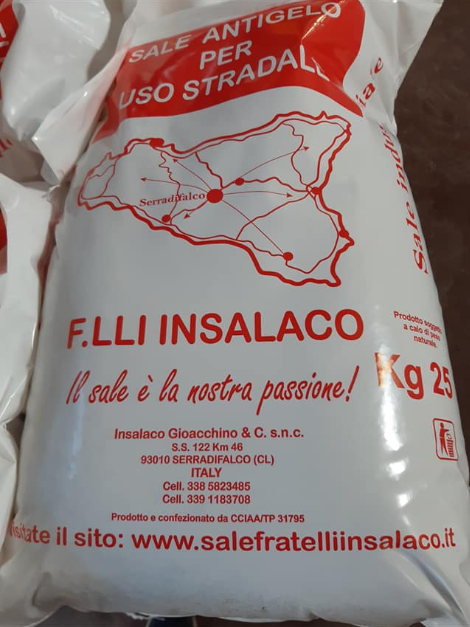 SALE ANTIGELO
PER
USO STRADALE
Serradifalco
F.LLI INSALACO
Il sale è la nostra passione!
Prodotto
a calo di peso
naturale
Kg 25
Insalaco Gioacchino & C. s.n.c.
S.S. 122 Km 46
93010 SERRADIFALCO (CL)
ITALY
Cell. 338 5823485
Cell. 339 1183708
Prodotto e confezionato da CCIAA/TP 31795
visitate il sito: www.salefratelliinsalaco.it
Sale